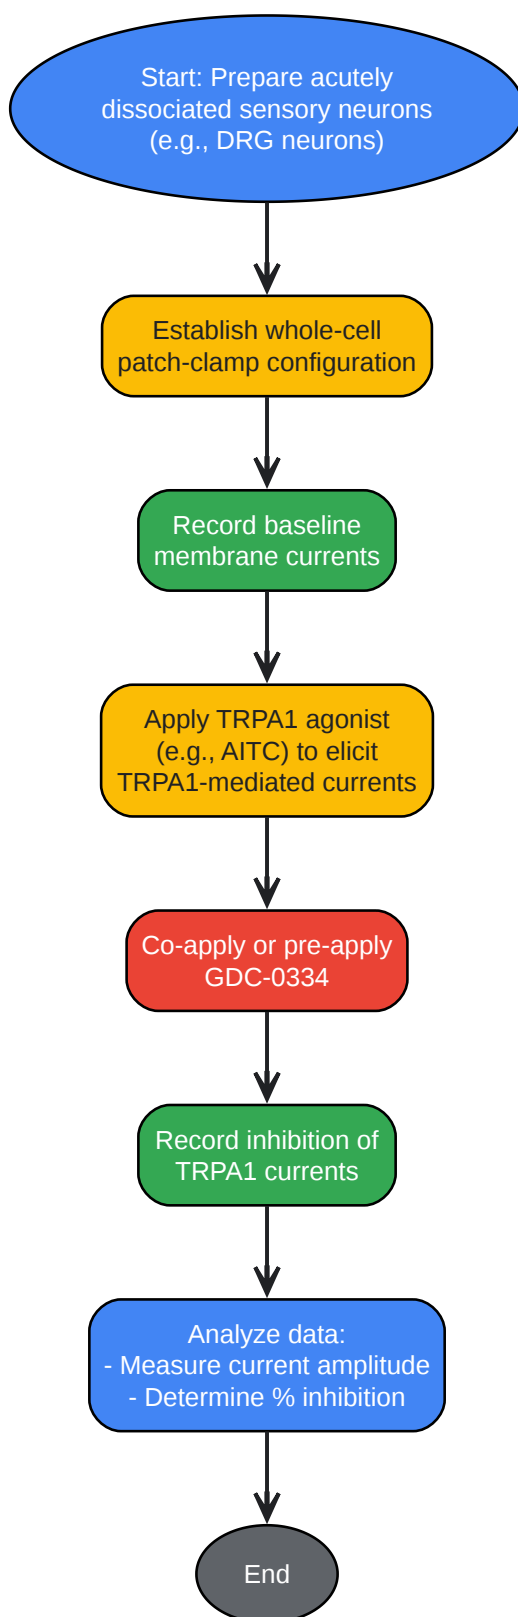 Start: Prepare acutely
dissociated sensory neurons
(e.g., DRG neurons)
Establish whole-cell
patch-clamp configuration
Record baseline
membrane currents
Apply TRPA1 agonist
(e.g., AITC) to elicit
TRPA1-mediated currents
Co-apply or pre-apply
GDC-0334
Record inhibition of
TRPA1 currents
Analyze data:
- Measure current amplitude
- Determine % inhibition
End